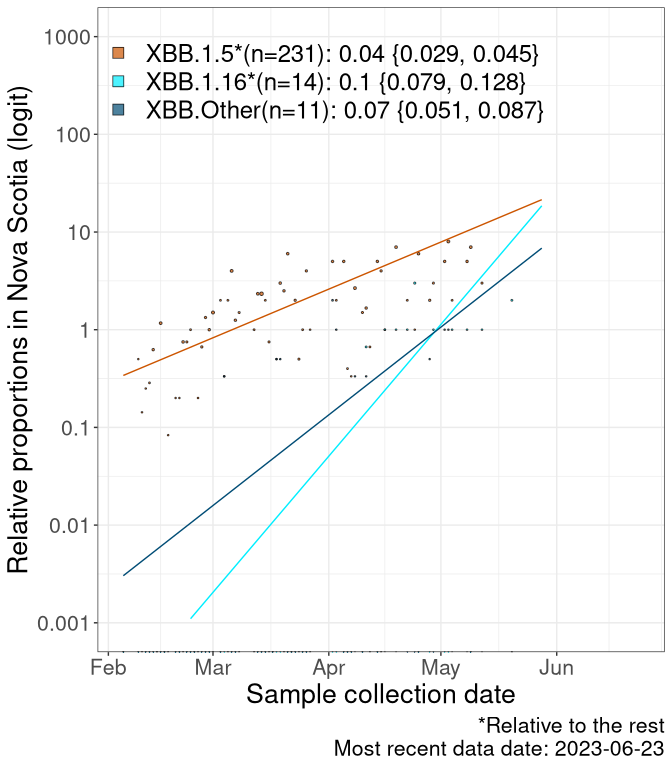 XBB.1.5*(n=231): 0.04 {0.029, 0.045}
XBB.1.16*(n=14): 0.1 {0.079, 0.128}
XBB.Other(n=11): 0.07 {0.051, 0.087}
Relative proportions in Nova Scotia (logit)
1000
100
10
1
0.1
0.01
0.001
Feb Mar Apr May Jun
Sample collection date
*Relative to the rest
Most recent data date: 2023-06-23